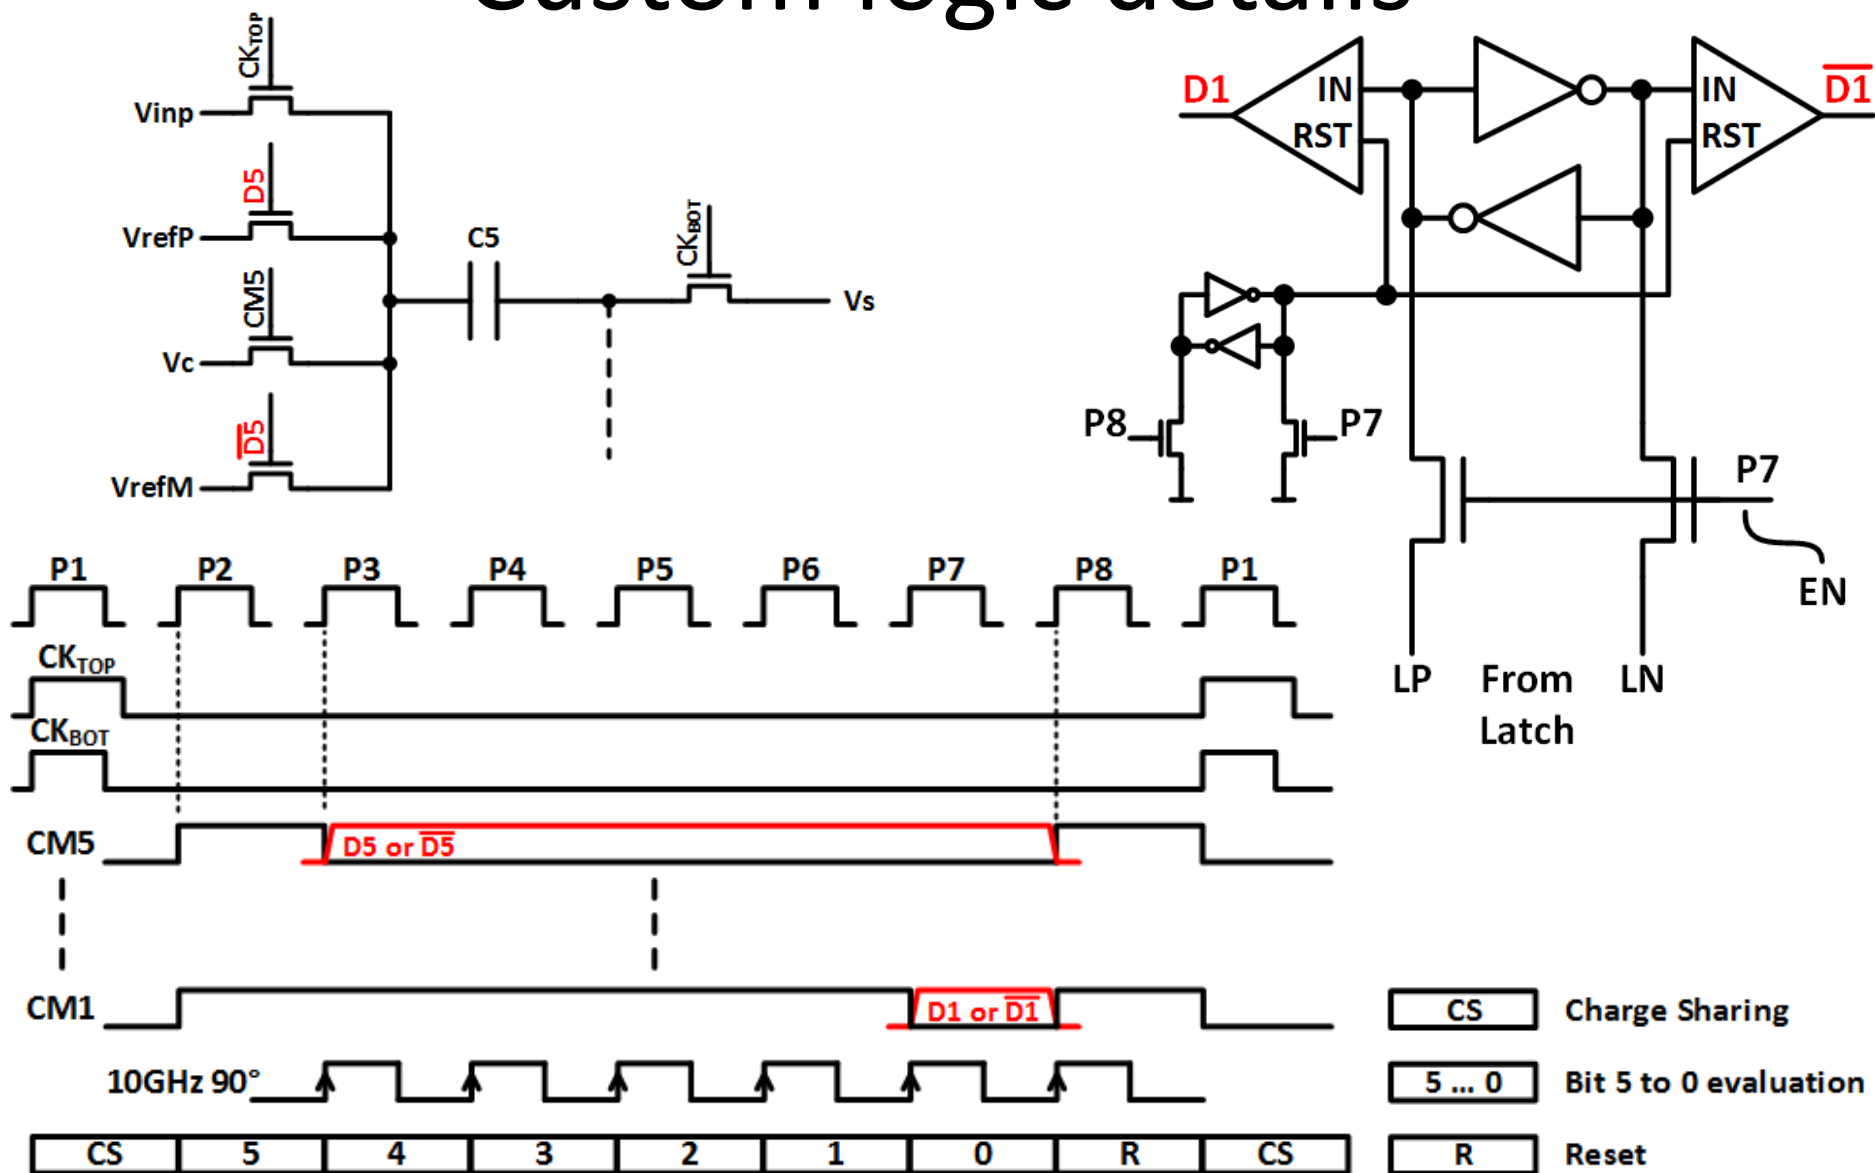 Custom logic details
CKTOP
Vinp
D5
VrefP
CM5
Vc
D5
VrefM
C5
CKBOT
Vs
D1
IN
RST
IN
RST
D1
P8
P7
P7
EN
LP
From
Latch
LN
P1 P2 P3 P4 P5 P6 P7 P8 P1
CKTOP
CKBOT
CM5
D5 or D5
CM1
D1 or D1
10GHz 90°
CS 5 4 3 2 1 0 R CS
CS Charge Sharing
5 ... 0 Bit 5 to 0 evaluation
R Reset